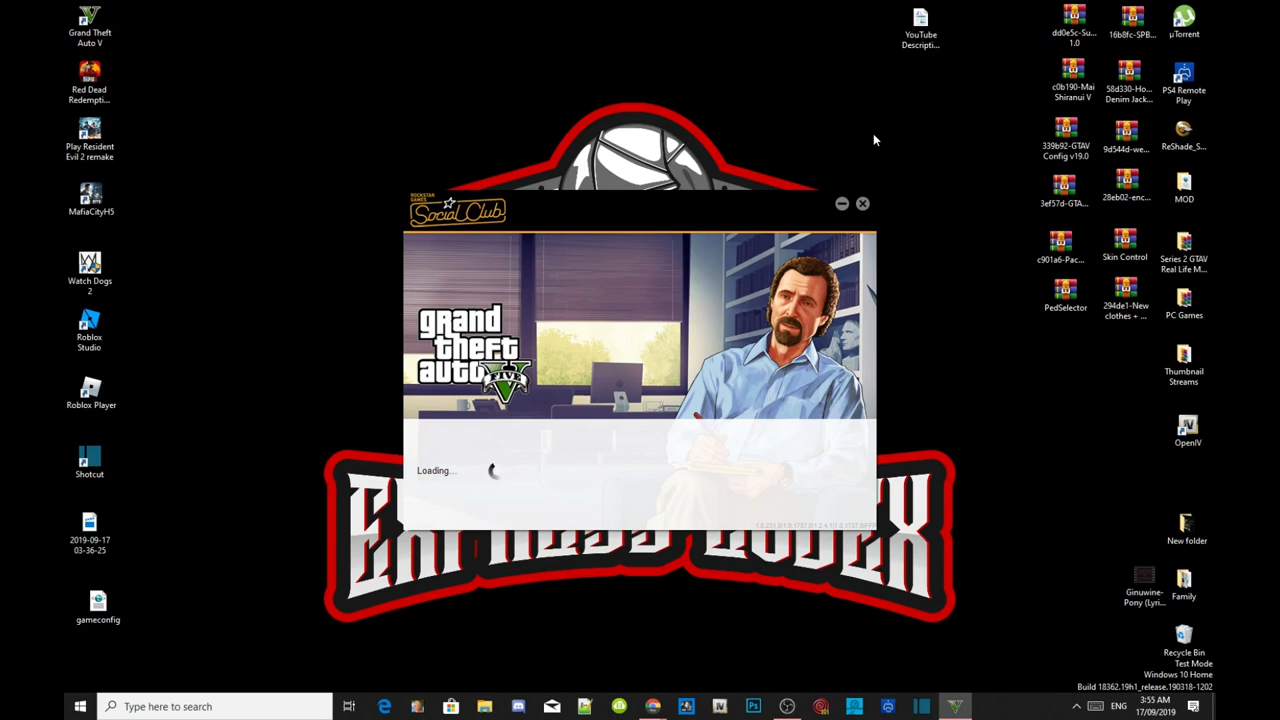 Grand Theft
Auto V
Red Dead
Redempti...
Play Resident
Evil 2 remake
MafiaCityH5
Watch Dogs
2
Roblox
Studio
Roblox Player
Shotcut
2019-09-17
03-36-25
gameconfig
YouTube
Descripti...
ROCKSTAR
GAMES
Social Club
grand
theft
auto
FIVE
Loading...
dd0e5c-Su...
1.0
16b8fc-SPB...
µTorrent
c0b190-Mai
Shiranui V
58d330-Ho...
Denim Jack...
PS4 Remote
Play
339b92-GTAV
Config v19.0
9d544d-we...
ReShade_S...
3ef57d-GTA...
28eb02-enc...
MOD
c901a6-Pac...
Skin Control
Series 2 GTAV
Real Life M...
PedSelector
294de1-New
clothes + ...
PC Games
Thumbnail
Streams
OpenIV
New folder
Ginuwine-
Pony (Lyri...
Family
Recycle Bin
Test Mode
Windows 10 Home
Build 18362.19h1_release.190318-1202
Type here to search
Ps
ENG
3:55 AM
17/09/2019